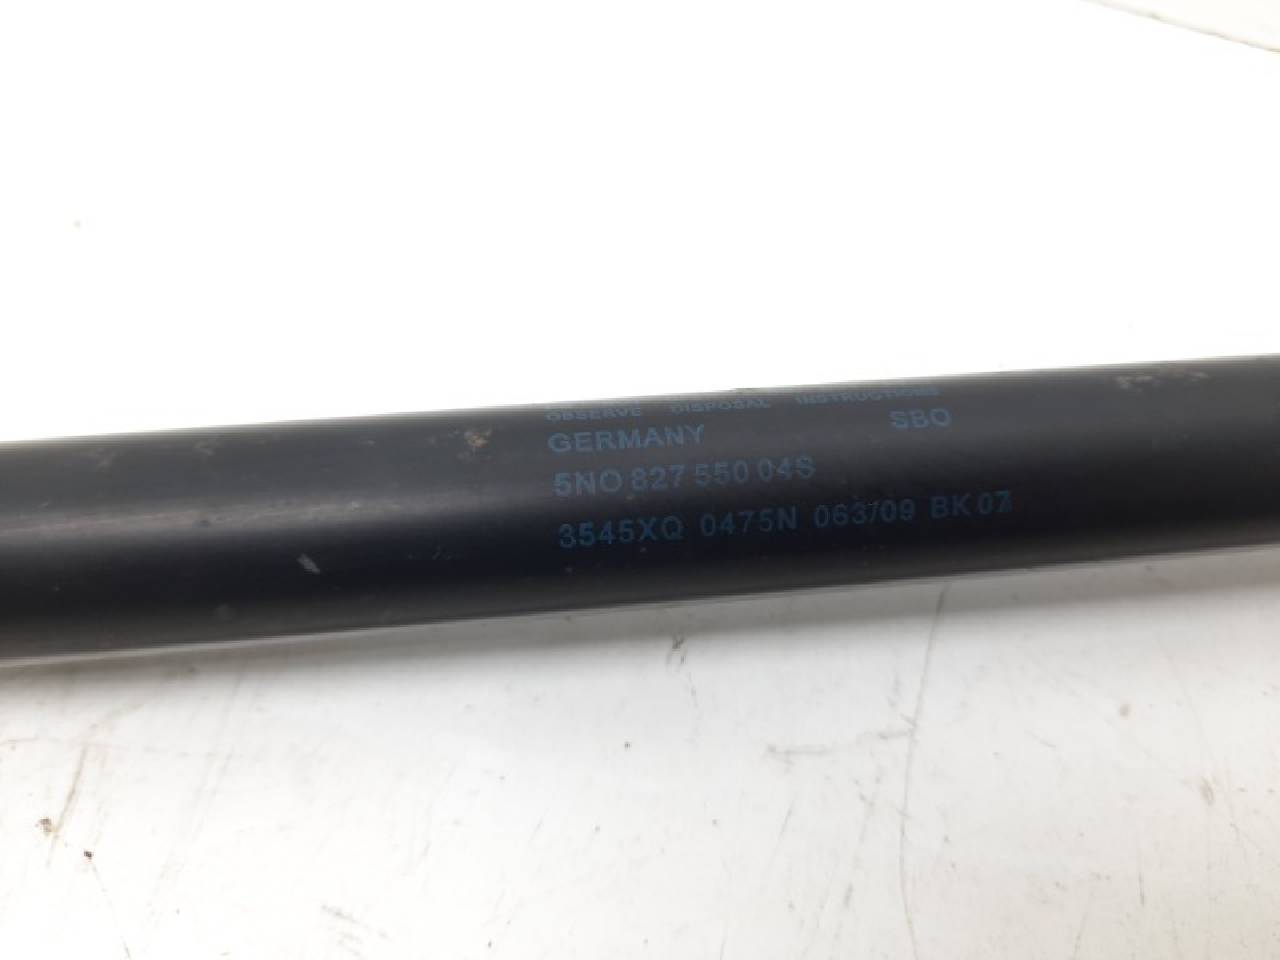 OBSERVE DISPOSAL INSTRUCTIONS
GERMANY SBO
5NO 827 550 04S
3545XQ 0475N 063/09 BK07